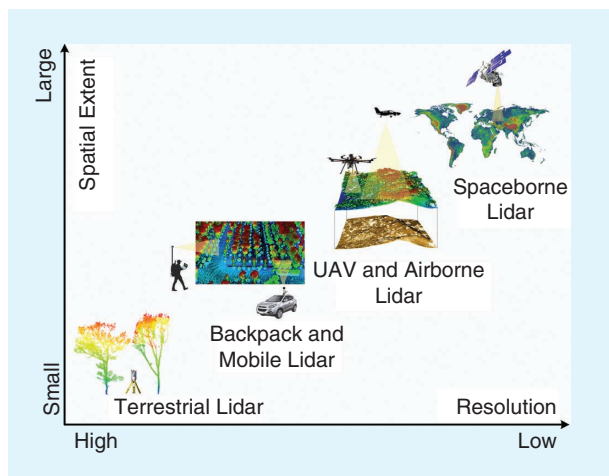 Large
Spatial Extent
Small
Spaceborne
Lidar
UAV and Airborne
Lidar
Backpack and
Mobile Lidar
Terrestrial Lidar
Resolution
High
Low